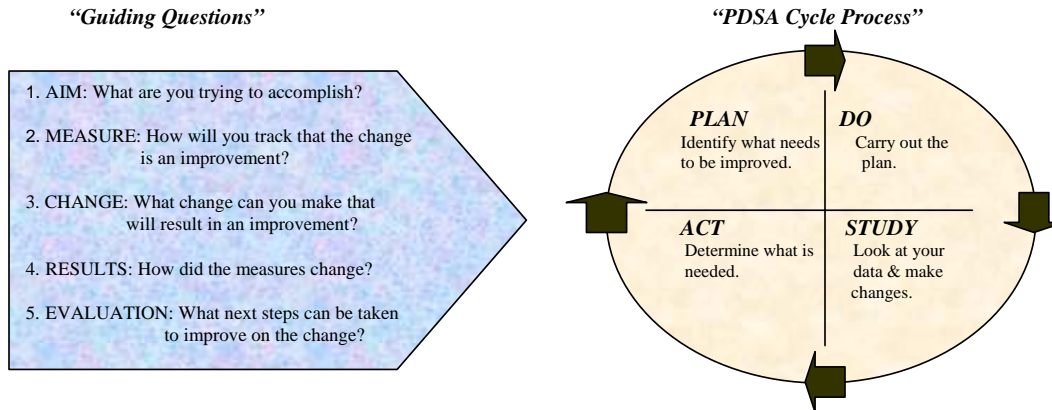 “Guiding Questions”
1. AIM: What are you trying to accomplish?
2. MEASURE: How will you track that the change
is an improvement?
3. CHANGE: What change can you make that
will result in an improvement?
4. RESULTS: How did the measures change?
5. EVALUATION: What next steps can be taken
to improve on the change?
“PDSA Cycle Process”
PLAN
Identify what needs
to be improved.
DO
Carry out the
plan.
ACT
Determine what is
needed.
STUDY
Look at your
data & make
changes.